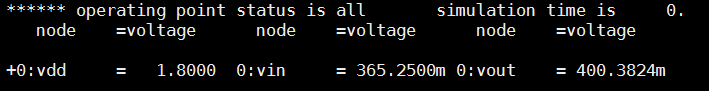 ****** operating point status is all       simulation time is     0.
   node    =voltage      node    =voltage      node    =voltage

+0:vdd     =   1.8000  0:vin     = 365.2500m 0:vout    = 400.3824m